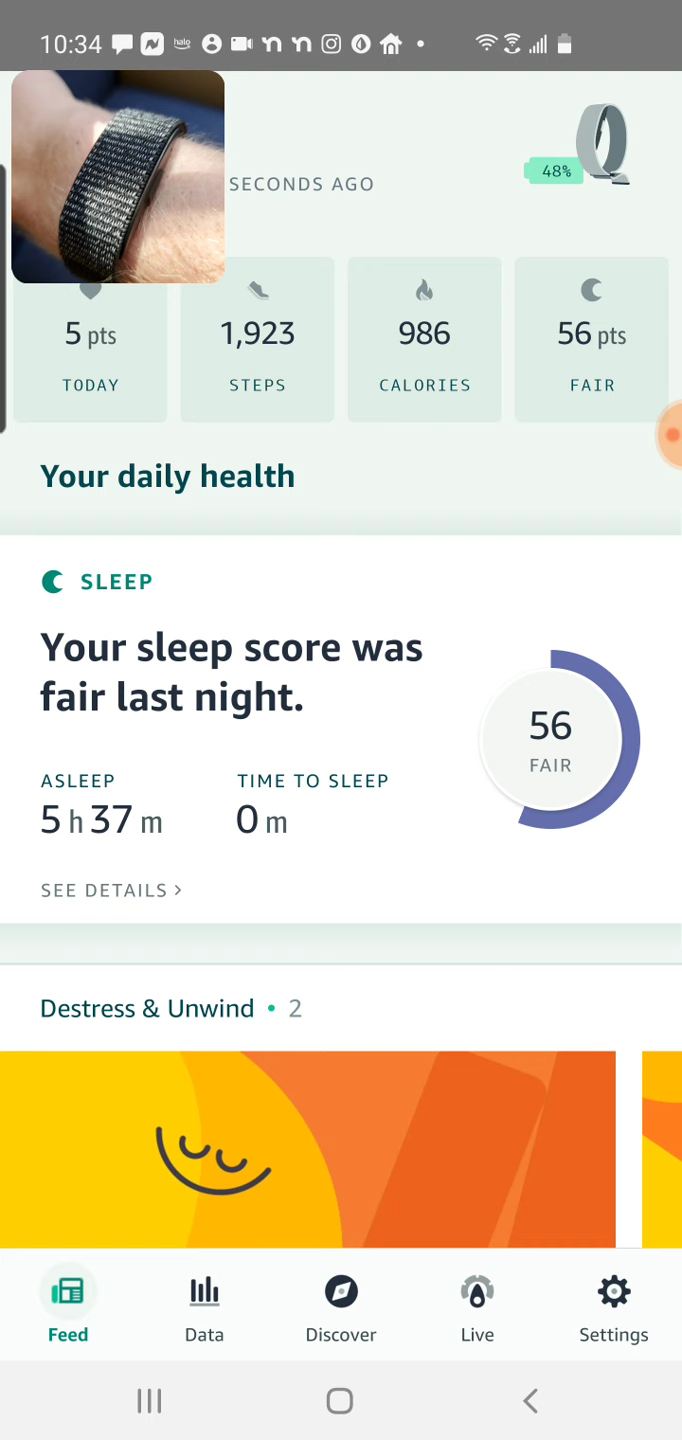 10:34 halo
SECONDS AGO
48%
5 pts
TODAY
1,923
STEPS
986
CALORIES
56 pts
FAIR
Your daily health
SLEEP
Your sleep score was
fair last night.
56
FAIR
ASLEEP
5 h 37 m
TIME TO SLEEP
0 m
SEE DETAILS >
Destress & Unwind • 2
Feed
Data
Discover
Live
Settings